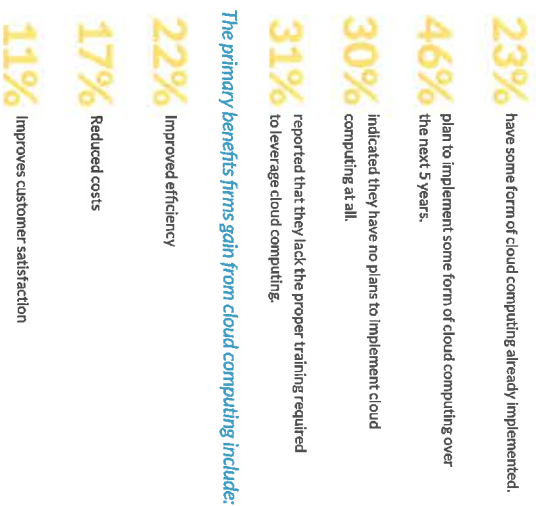 23% have some form of cloud computing already implemented.
46% plan to implement some form of cloud computing over
the next 5 years.
30% indicated they have no plans to implement cloud
computing at all.
31% reported that they lack the proper training required
to leverage cloud computing.
The primary benefits firms gain from cloud computing include:
22% Improved efficiency
17% Reduced costs
11% Improves customer satisfaction